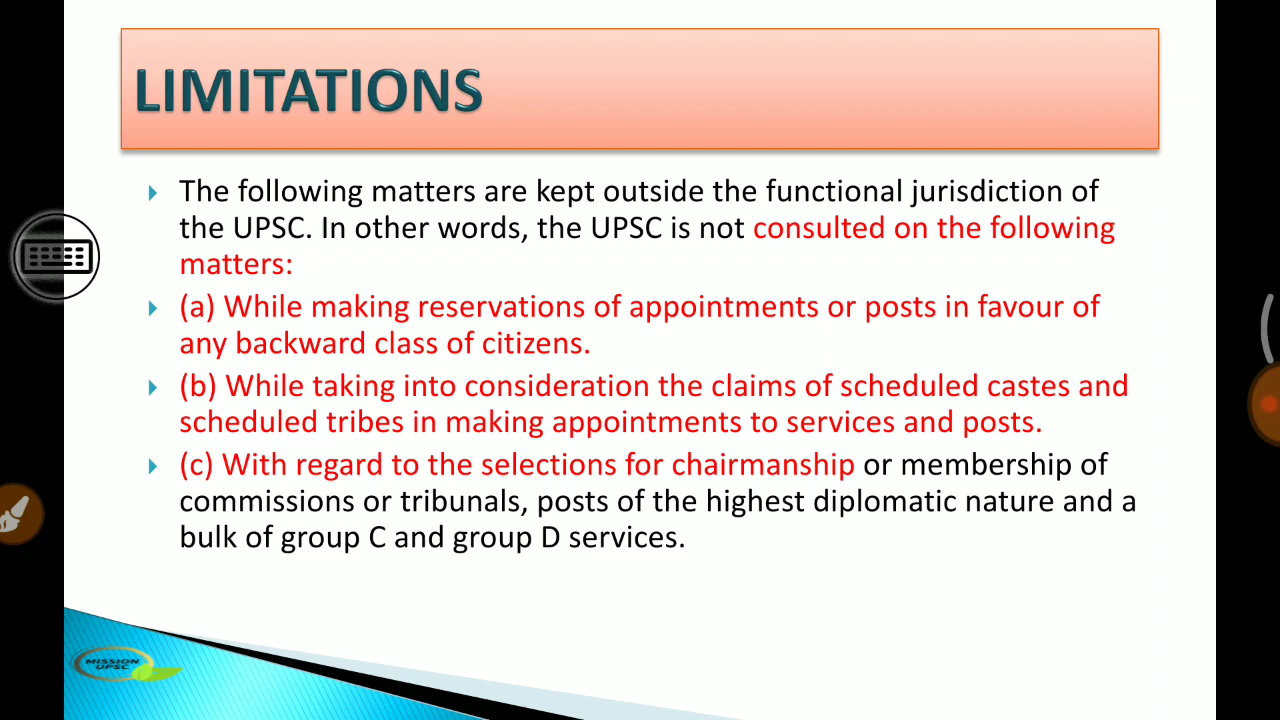 LIMITATIONS
The following matters are kept outside the functional jurisdiction of
the UPSC. In other words, the UPSC is not consulted on the following
matters:
(a) While making reservations of appointments or posts in favour of
any backward class of citizens.
(b) While taking into consideration the claims of scheduled castes and
scheduled tribes in making appointments to services and posts.
(c) With regard to the selections for chairmanship or membership of
commissions or tribunals, posts of the highest diplomatic nature and a
bulk of group C and group D services.
MISSION
UPSC